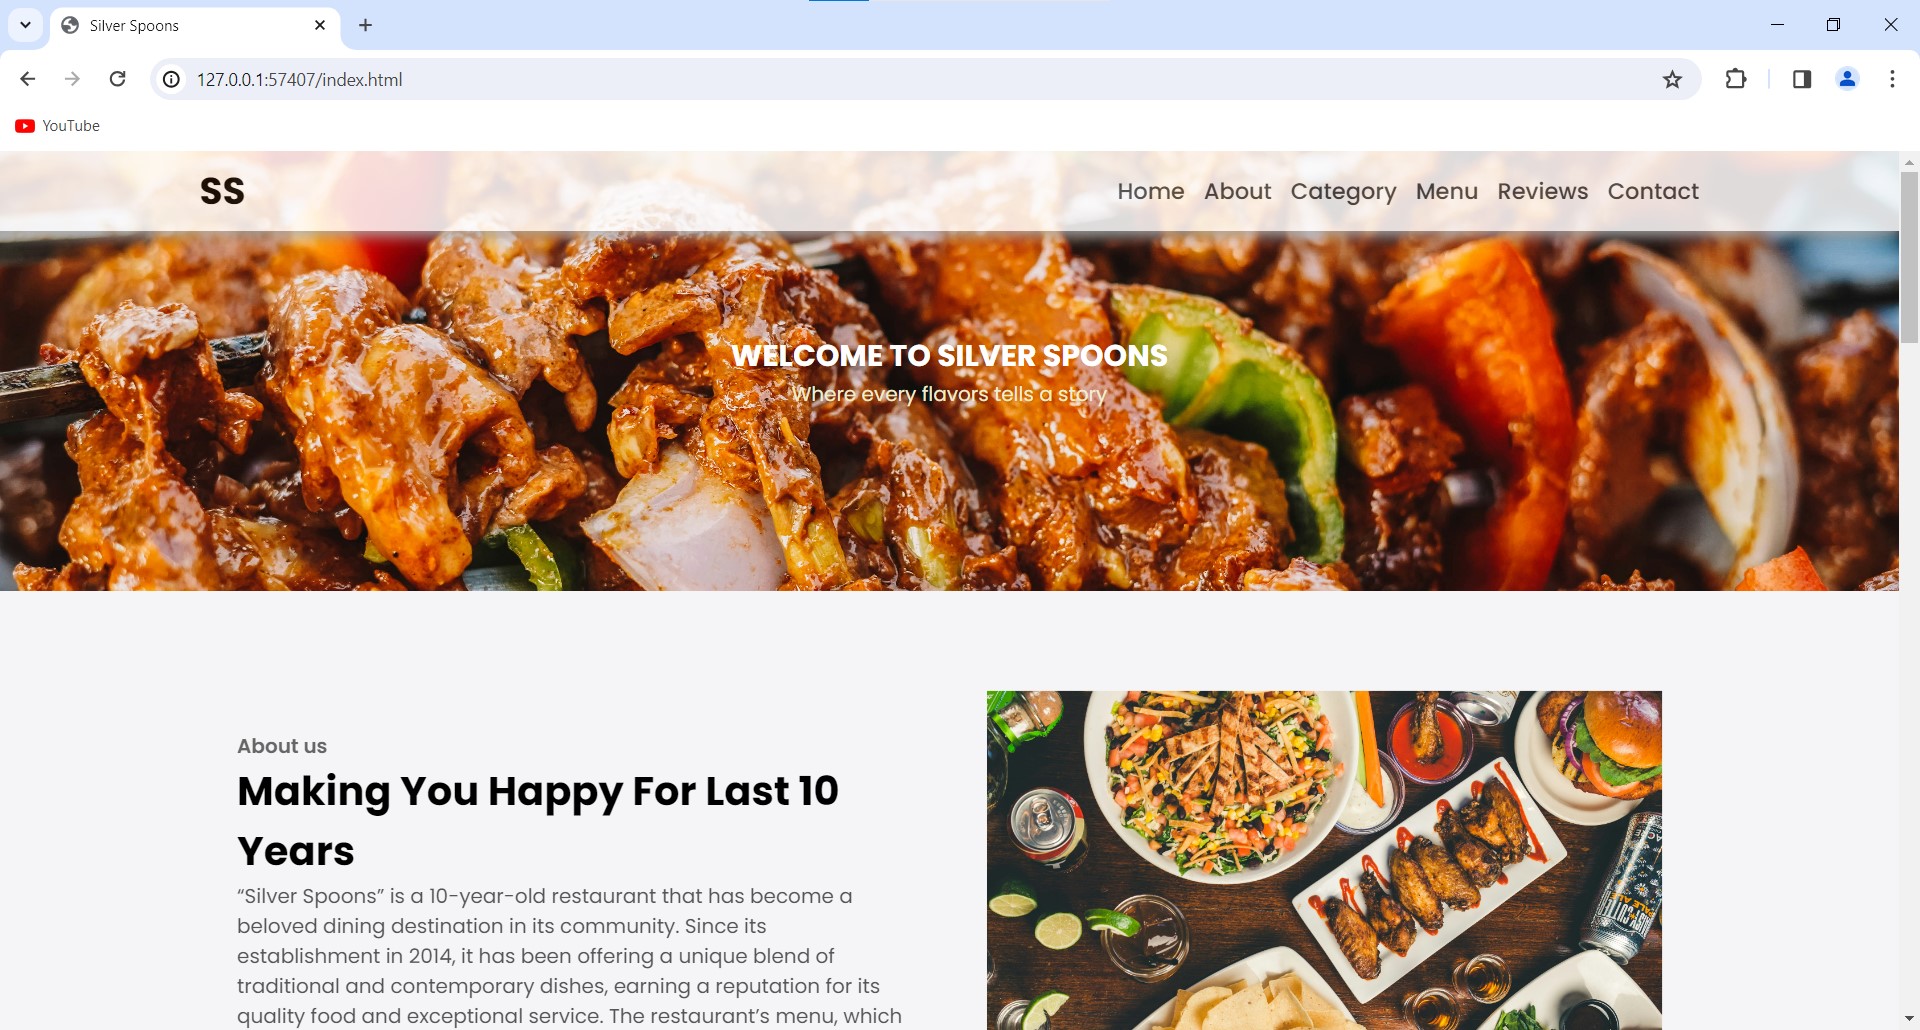 Silver Spoons
127.0.0.1:57407/index.html
YouTube
SS
Home About Category Menu Reviews Contact
WELCOME TO SILVER SPOONS
Where every flavors tells a story
About us
Making You Happy For Last 10
Years
“Silver Spoons” is a 10-year-old restaurant that has become a
beloved dining destination in its community. Since its
establishment in 2014, it has been offering a unique blend of
traditional and contemporary dishes, earning a reputation for its
quality food and exceptional service. The restaurant’s menu, which
PALE ALE